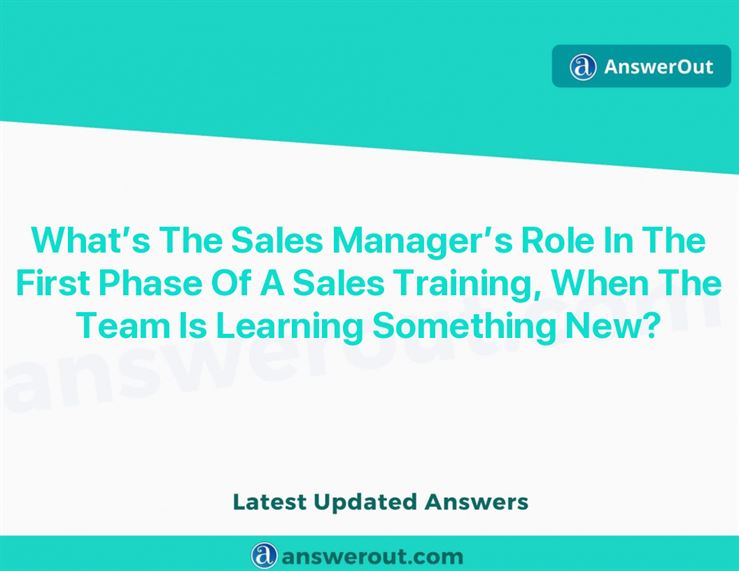 AnswerOut
What's The Sales Manager's Role In The
First Phase Of A Sales Training, When The
Team Is Learning Something New?
answerout.com
Latest Updated Answers
answerout.com